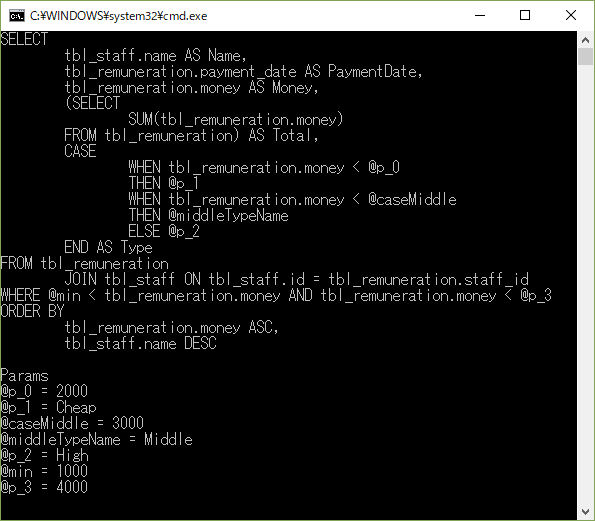 C:¥WINDOWS¥system32¥cmd.exe
SELECT
tbl_staff.name AS Name,
tbl_remuneration.payment_date AS PaymentDate,
tbl_remuneration.money AS Money,
(SELECT
SUM(tbl_remuneration.money)
FROM tbl_remuneration) AS Total,
CASE
WHEN tbl_remuneration.money < @p_0
THEN @p_1
WHEN tbl_remuneration.money < @caseMiddle
THEN @middleTypeName
ELSE @p_2
END AS Type
FROM tbl_remuneration
JOIN tbl_staff ON tbl_staff.id = tbl_remuneration.staff_id
WHERE @min < tbl_remuneration.money AND tbl_remuneration.money < @p_3
ORDER BY
tbl_remuneration.money ASC,
tbl_staff.name DESC
Params
@p_0 = 2000
@p_1 = Cheap
@caseMiddle = 3000
@middleTypeName = Middle
@p_2 = High
@min = 1000
@p_3 = 4000